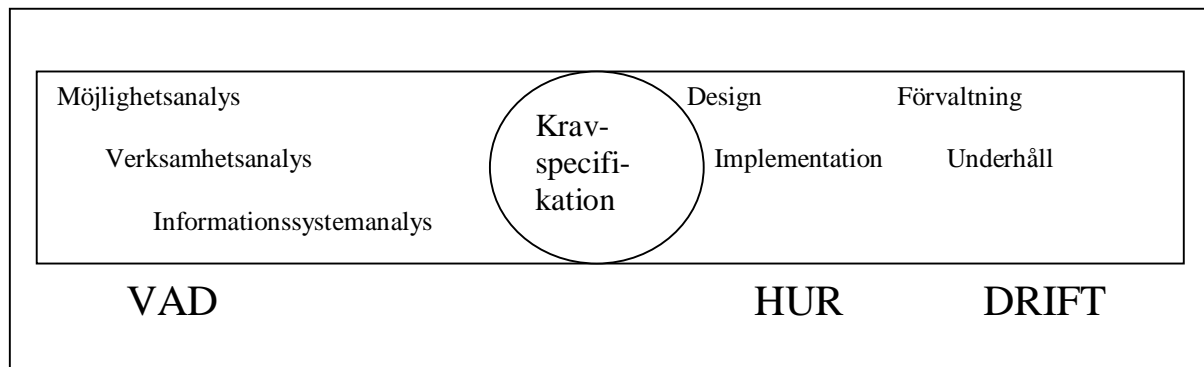 Möjlighetsanalys
Verksamhetsanalys
Informationssystemanalys
Krav-
specifi-
kation
Design
Implementation
Förvaltning
Underhåll
VAD
HUR
DRIFT